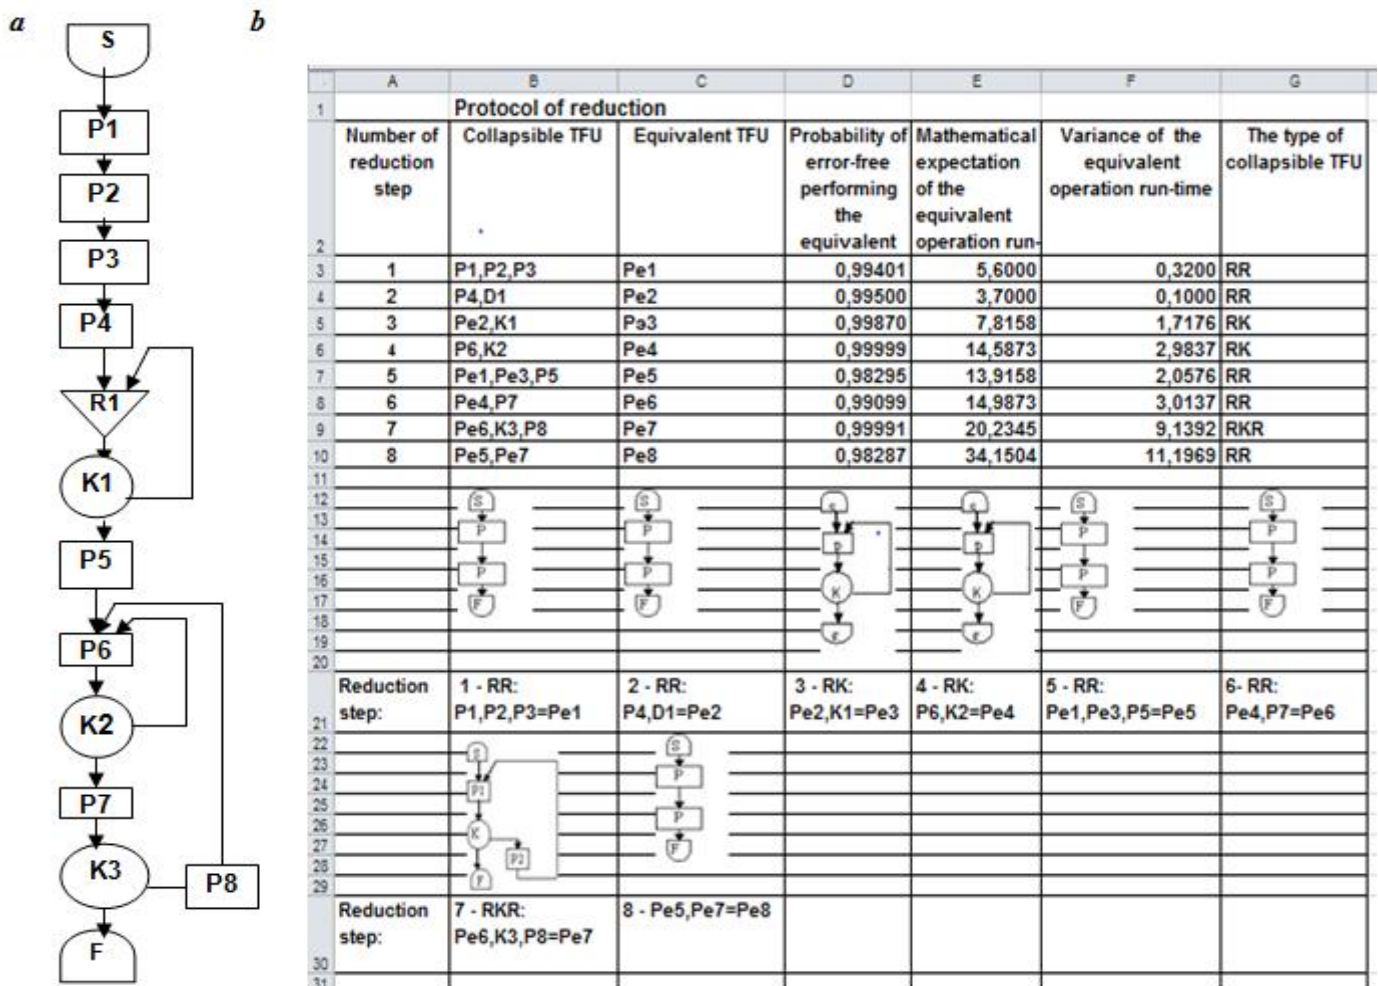 a
b
S
P1
P2
P3
P4
R1
K1
P5
P6
K2
P7
K3
P8
F
A B C D E F G
1 Protocol of reduction
2 Number of reduction step Collapsible TFU Equivalent TFU Probability of error-free performing the equivalent Mathematical expectation of the equivalent operation run- Variance of the equivalent operation run-time The type of collapsible TFU
3 1 P1,P2,P3 Pe1 0,99401 5,6000 0,3200 RR
4 2 P4,D1 Pe2 0,99500 3,7000 0,1000 RR
5 3 Pe2,K1 Pэ3 0,99870 7,8158 1,7176 RK
6 4 P6,K2 Pe4 0,99999 14,5873 2,9837 RK
7 5 Pe1,Pe3,P5 Pe5 0,98295 13,9158 2,0576 RR
8 6 Pe4,P7 Pe6 0,99099 14,9873 3,0137 RR
9 7 Pe6,K3,P8 Pe7 0,99991 20,2345 9,1392 RKR
10 8 Pe5,Pe7 Pe8 0,98287 34,1504 11,1969 RR
11
12 S S S S
13
14 P P D D P P
15
16 P P P P
17 K K
18 F F F F
19
20
21 Reduction step: 1 - RR: P1,P2,P3=Pe1 2 - RR: P4,D1=Pe2 3 - RK: Pe2,K1=Pe3 4 - RK: P6,K2=Pe4 5 - RR: Pe1,Pe3,P5=Pe5 6- RR: Pe4,P7=Pe6
22 S S
23
24 P1 P
25
26 K P
27 P2
28 F
29 F
30 Reduction step: 7 - RKR: Pe6,K3,P8=Pe7 8 - Pe5,Pe7=Pe8
31